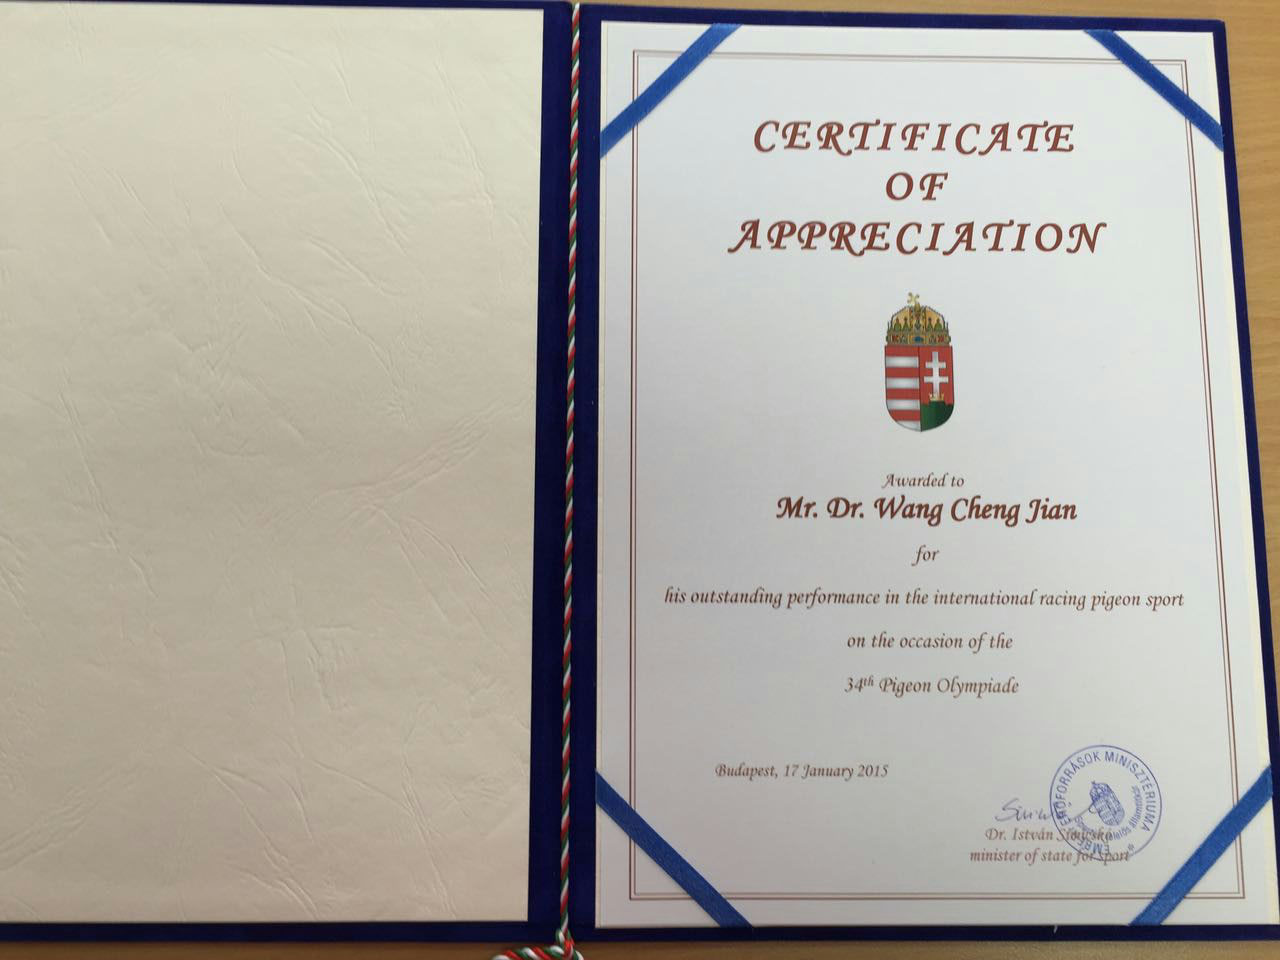 CERTIFICATE
OF
APPRECIATION
Awarded to
Mr. Dr. Wang Cheng Jian
for
his outstanding performance in the international racing pigeon sport
on the occasion of the
34th Pigeon Olympiade
Budapest, 17 January 2015
Dr. István
minister of state for sport
EMBERI ERŐFORRÁSOK MINISZTÉRIUMA